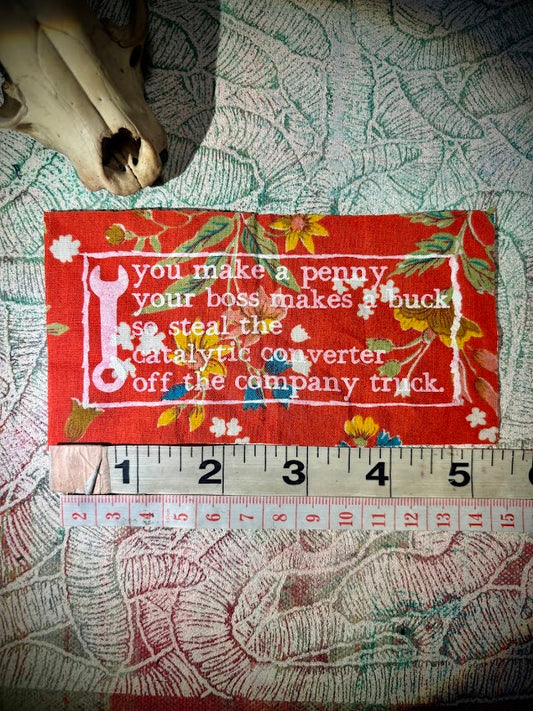 you make a penny
your boss makes a buck
so steal the
catalytic converter
off the company truck.
1 2 3 4 5
2 3 4 5 6 7 8 9 10 11 12 13 14 15